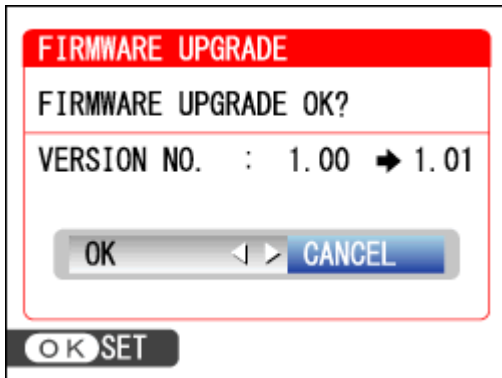 FIRMWARE UPGRADE
FIRMWARE UPGRADE OK?
VERSION NO. : 1.00 ➔ 1.01
OK ◁ ▷ CANCEL
OK SET